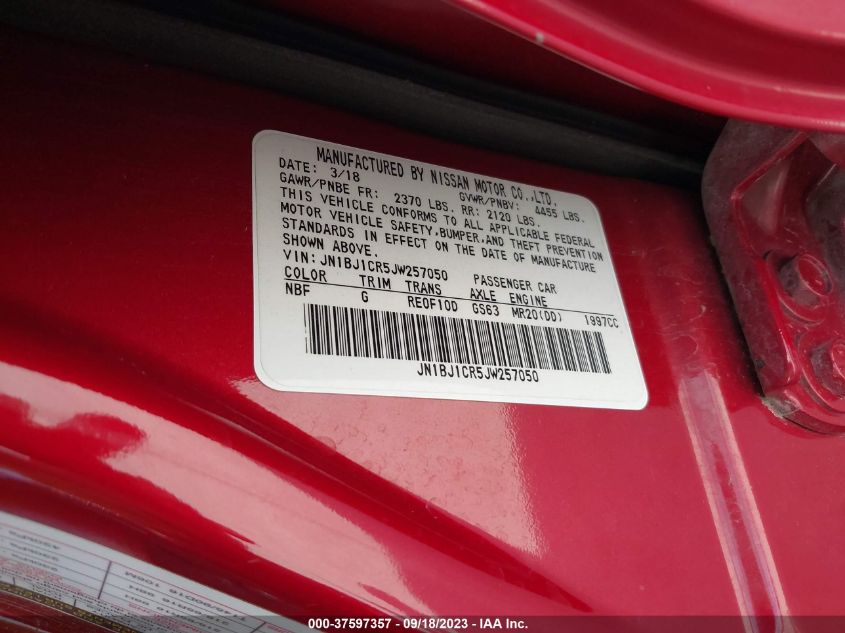 MANUFACTURED BY NISSAN MOTOR CO.,LTD.
DATE: 3/18 GVWR/PNBV: 4455 LBS.
GAWR/PNBE FR: 2370 LBS. RR: 2120 LBS.
THIS VEHICLE CONFORMS TO ALL APPLICABLE FEDERAL
MOTOR VEHICLE SAFETY,BUMPER,AND THEFT PREVENTION
STANDARDS IN EFFECT ON THE DATE OF MANUFACTURE
SHOWN ABOVE.
VIN: JN1BJ1CR5JW257050 PASSENGER CAR
COLOR TRIM TRANS AXLE ENGINE
NBF G RE0F10D GS63 MR20(DD) 1997CC
JN1BJ1CR5JW257050
000-37597357 - 09/18/2023 - IAA Inc.